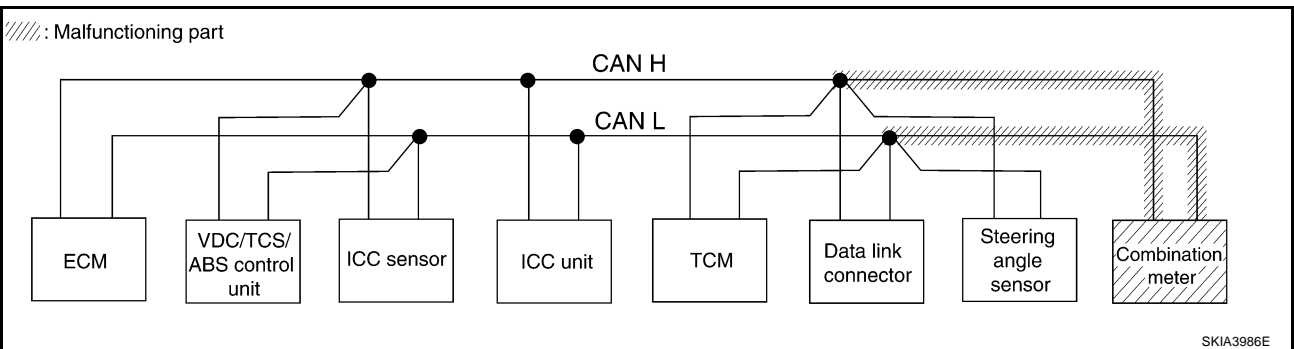 : Malfunctioning part
CAN H
CAN L
ECM
VDC/TCS/
ABS control
unit
ICC sensor
ICC unit
TCM
Data link
connector
Steering
angle
sensor
Combination
meter
SKIA3986E